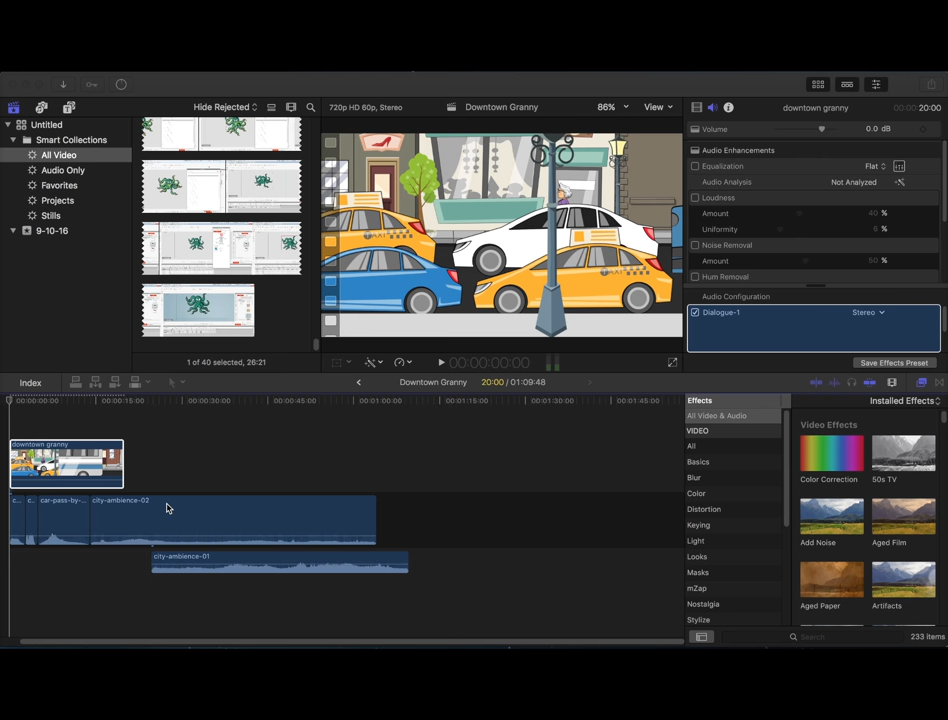 Hide Rejected
720p HD 60p, Stereo
Downtown Granny
86%
View
downtown granny
00:00:20:00
Untitled
Smart Collections
All Video
Audio Only
Favorites
Projects
Stills
9-10-16
1 of 40 selected, 26:21
TAXI
TAXI
00:00:00:00
Volume
0.0 dB
Audio Enhancements
Equalization
Flat
Audio Analysis
Not Analyzed
Loudness
Amount
40 %
Uniformity
6 %
Noise Removal
Amount
50 %
Hum Removal
Audio Configuration
Dialogue-1
Stereo
Save Effects Preset
Index
Downtown Granny
20:00 / 01:09:48
00:00:00:00
00:00:15:00
00:00:30:00
00:00:45:00
00:01:00:00
00:01:15:00
00:01:30:00
00:01:45:00
downtown granny
c...
c..
car-pass-by-...
city-ambience-02
city-ambience-01
Effects
Installed Effects
All Video & Audio
VIDEO
All
Basics
Blur
Color
Distortion
Keying
Light
Looks
Masks
mZap
Nostalgia
Stylize
Video Effects
Color Correction
50s TV
Add Noise
Aged Film
Aged Paper
Artifacts
Search
233 items